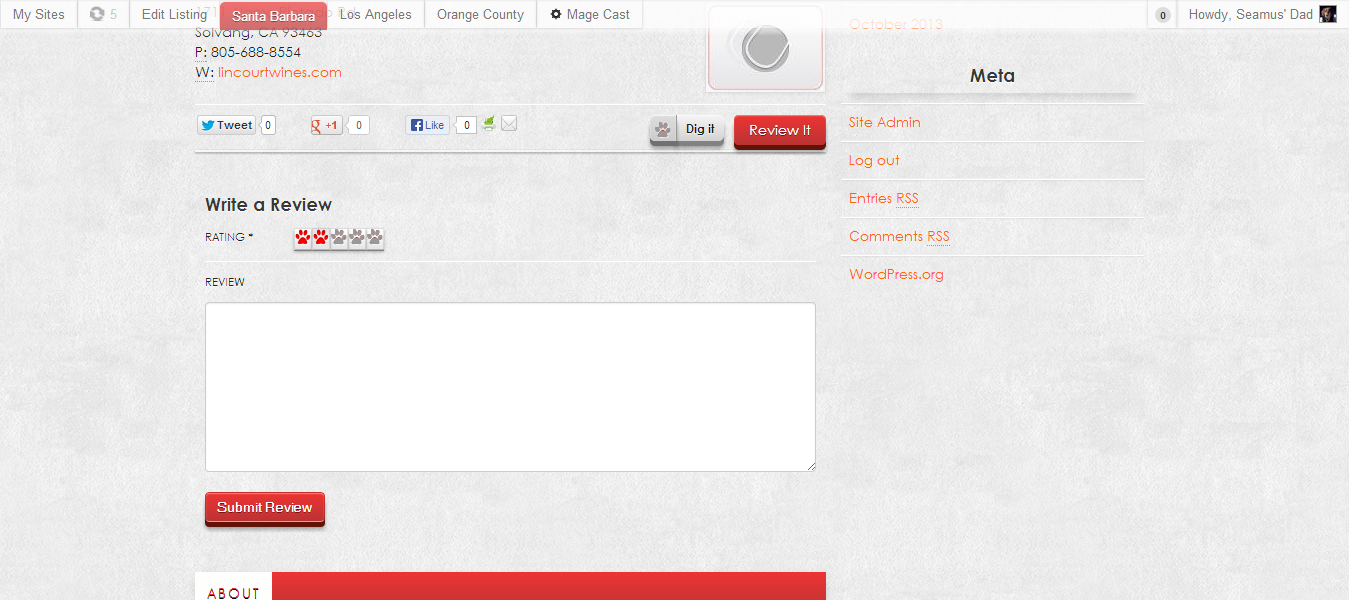 My Sites 5 Edit Listing Santa Barbara Los Angeles Orange County Mage Cast 0 Howdy, Seamus' Dad
Solvang, CA 93463
P: 805-688-8554
W: lincourtwines.com
Tweet 0 +1 0 Like 0 Dig it Review It
Write a Review
RATING *
REVIEW
Submit Review
ABOUT
October 2013
Meta
Site Admin
Log out
Entries RSS
Comments RSS
WordPress.org